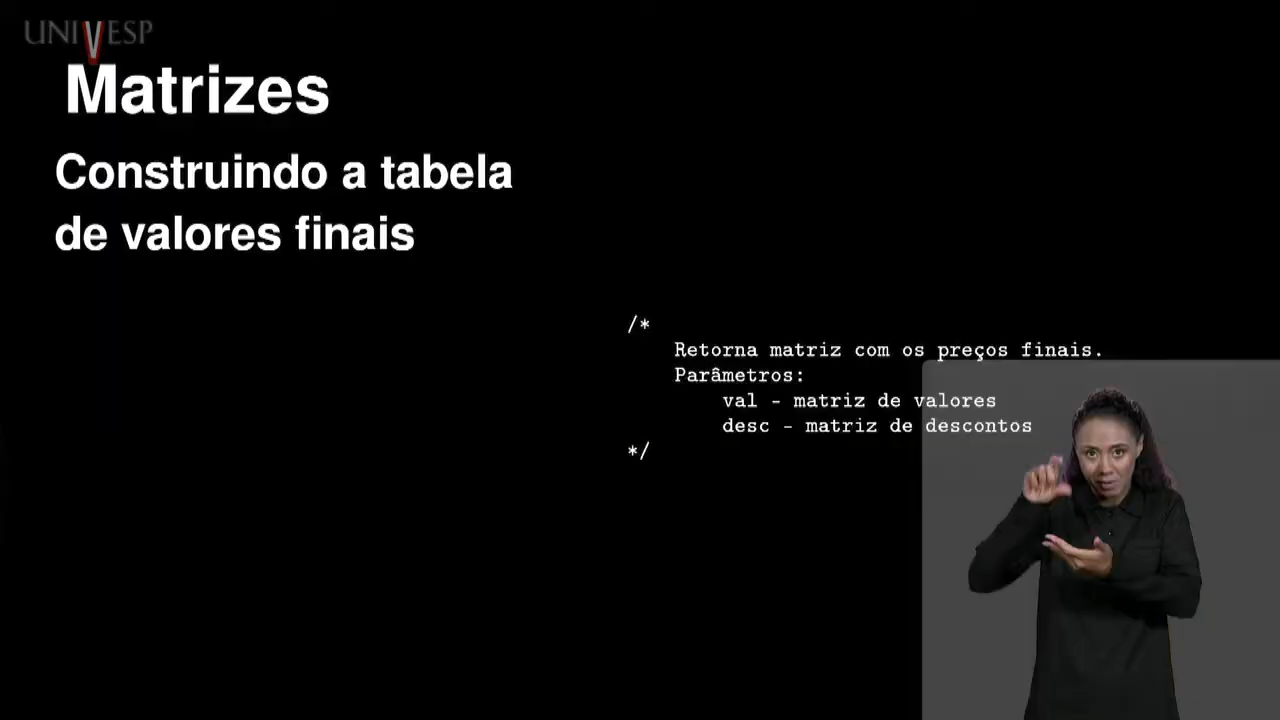 UNIVESP
Matrizes
Construindo a tabela
de valores finais
/*
Retorna matriz com os preços finais.
Parâmetros:
val - matriz de valores
desc - matriz de descontos
*/